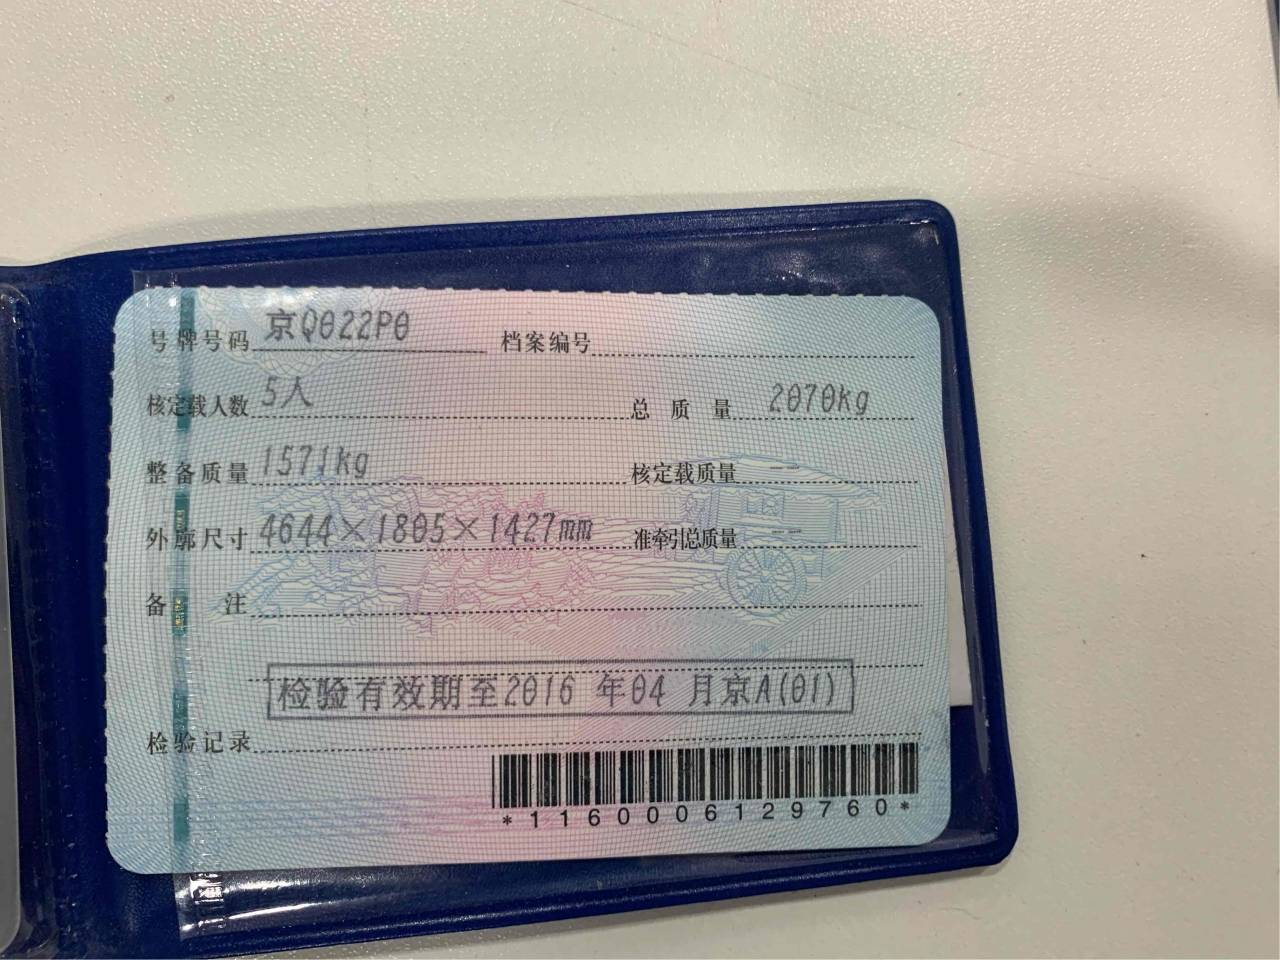 号牌号码 京Q022P0 档案编号
核定载人数 5人 总质量 2070kg
整备质量 1571kg 核定载质量 --
外廓尺寸 4644×1805×1427mm 准牵引总质量 --
备注
检验有效期至2016 年04 月京A(01)
检验记录
*1160006129760*